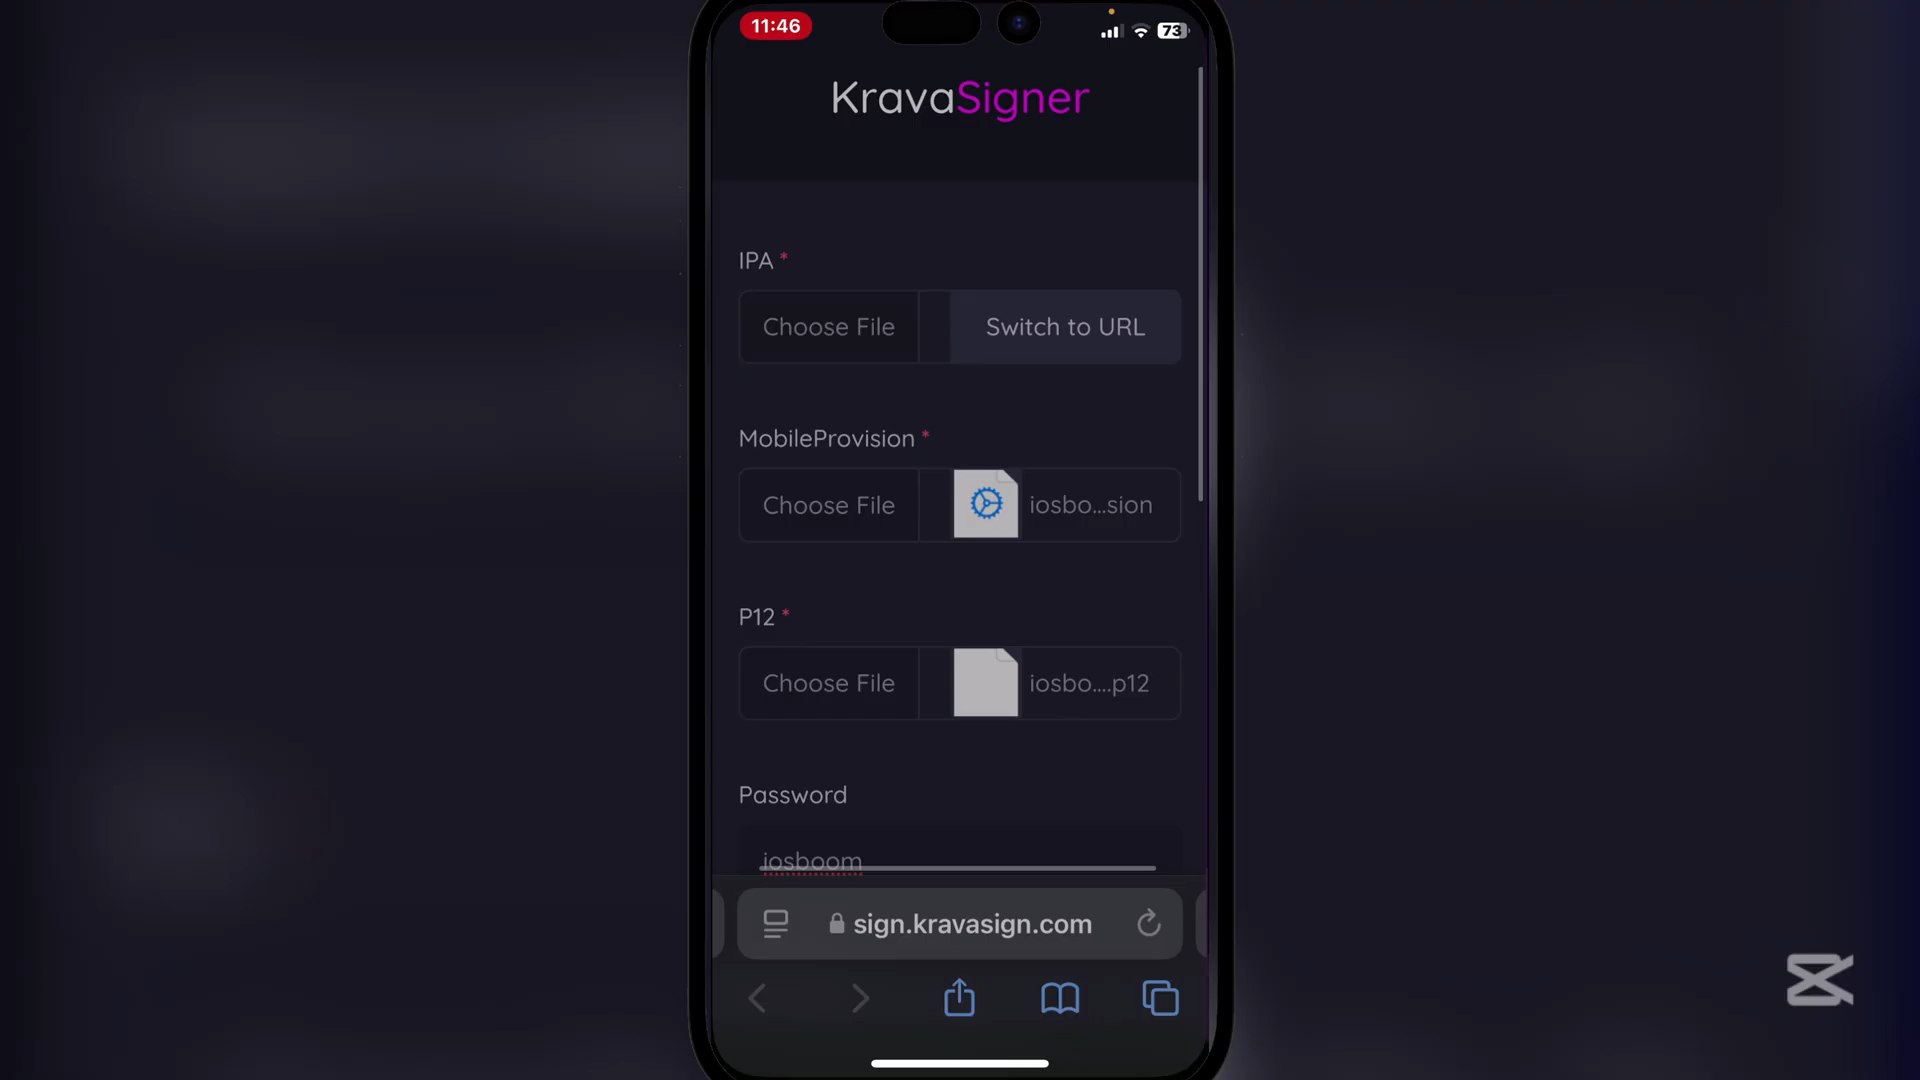 11:46
73
KravaSigner
IPA *
Choose File
Switch to URL
MobileProvision *
Choose File
iosbo...sion
P12 *
Choose File
iosbo....p12
Password
iosboom
sign.kravasign.com